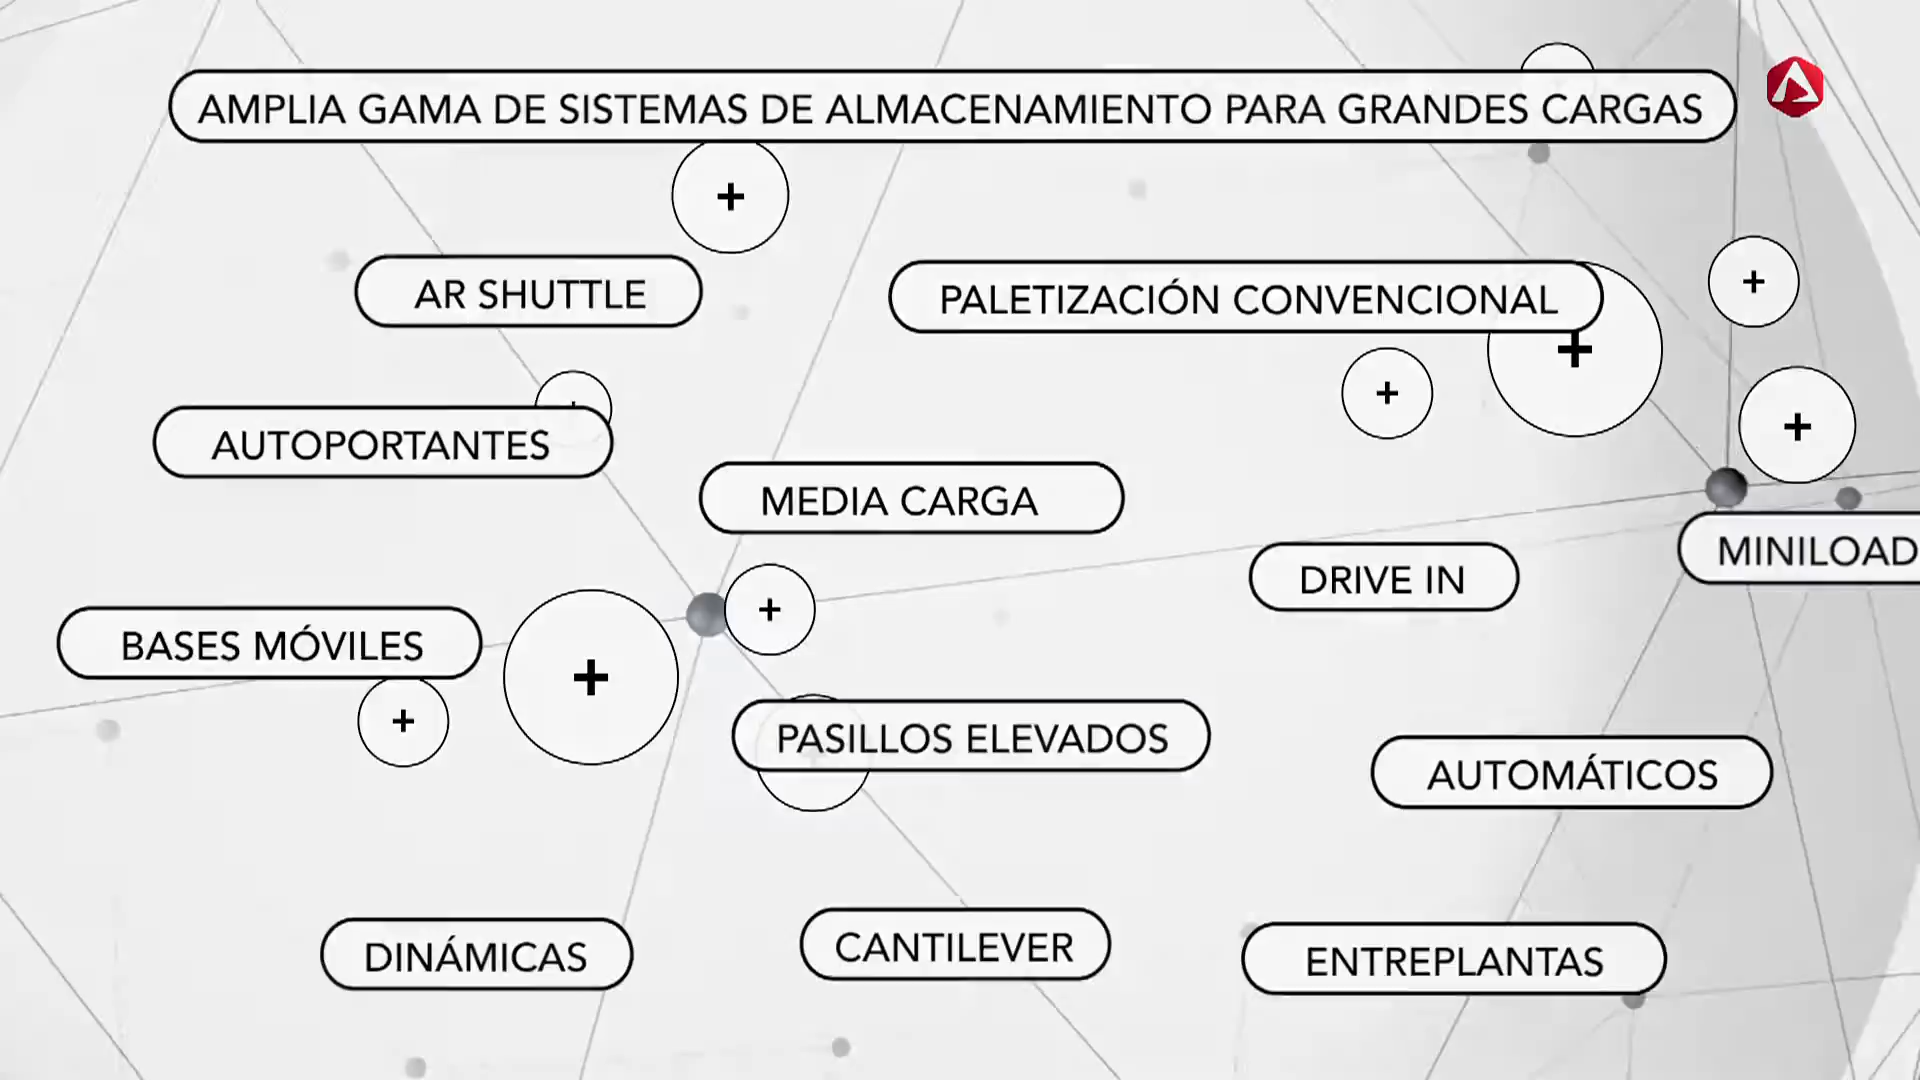 AMPLIA GAMA DE SISTEMAS DE ALMACENAMIENTO PARA GRANDES CARGAS
AR SHUTTLE
PALETIZACIÓN CONVENCIONAL
AUTOPORTANTES
MEDIA CARGA
MINILOAD
DRIVE IN
BASES MÓVILES
PASILLOS ELEVADOS
AUTOMÁTICOS
DINÁMICAS
CANTILEVER
ENTREPLANTAS